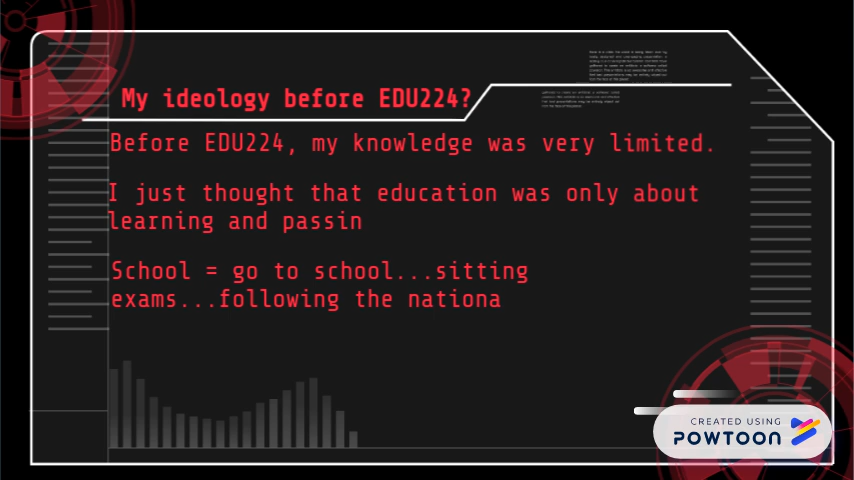 My ideology before EDU224?
Before EDU224, my knowledge was very limited.
I just thought that education was only about
learning and passin
School = go to school...sitting
exams...following the nationa
CREATED USING
POWTOON